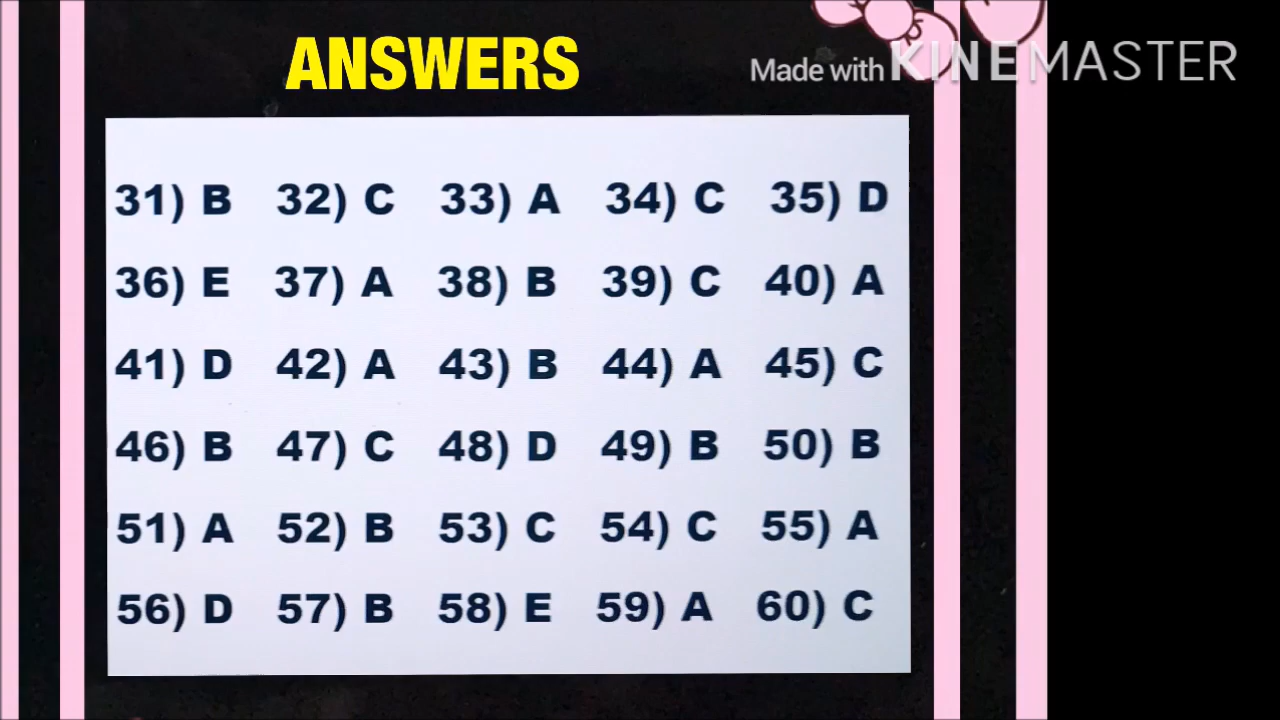 ANSWERS
Made with KINEMASTER
31) B 32) C 33) A 34) C 35) D
36) E 37) A 38) B 39) C 40) A
41) D 42) A 43) B 44) A 45) C
46) B 47) C 48) D 49) B 50) B
51) A 52) B 53) C 54) C 55) A
56) D 57) B 58) E 59) A 60) C